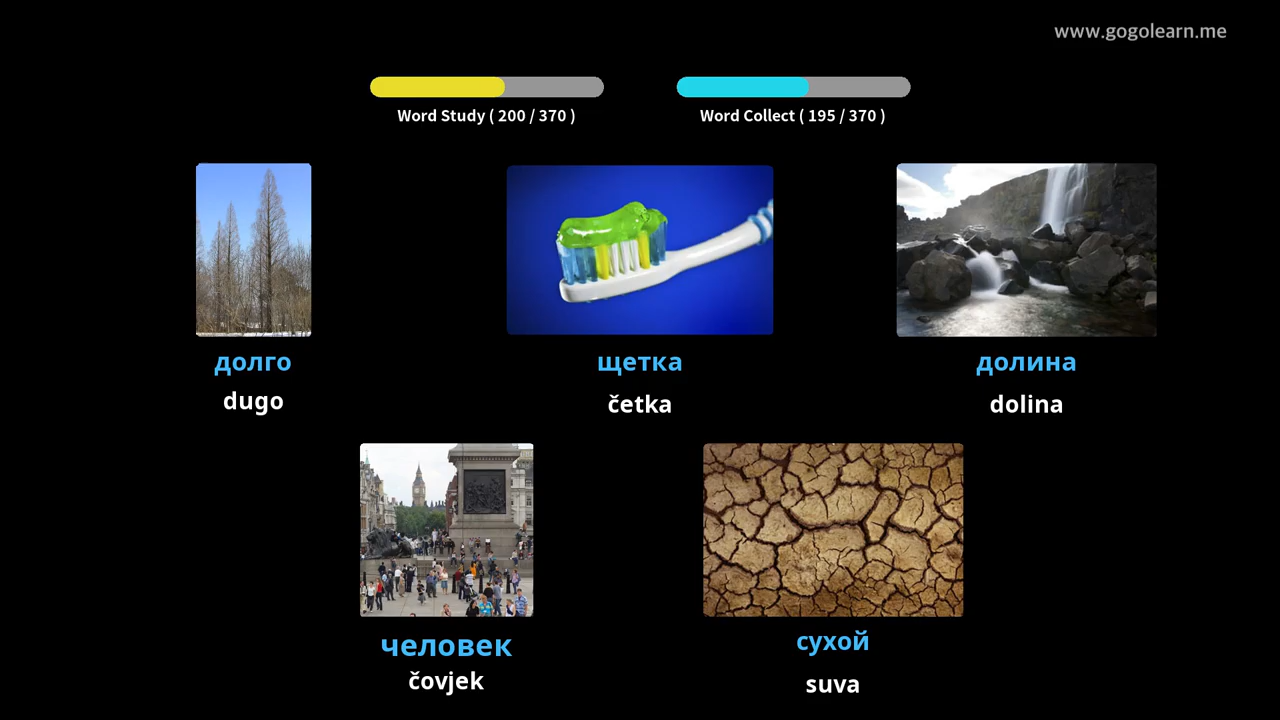 www.gogolearn.me
Word Study ( 200 / 370 )
Word Collect ( 195 / 370 )
долго
dugo
щетка
četka
долина
dolina
человек
čovjek
сухой
suva